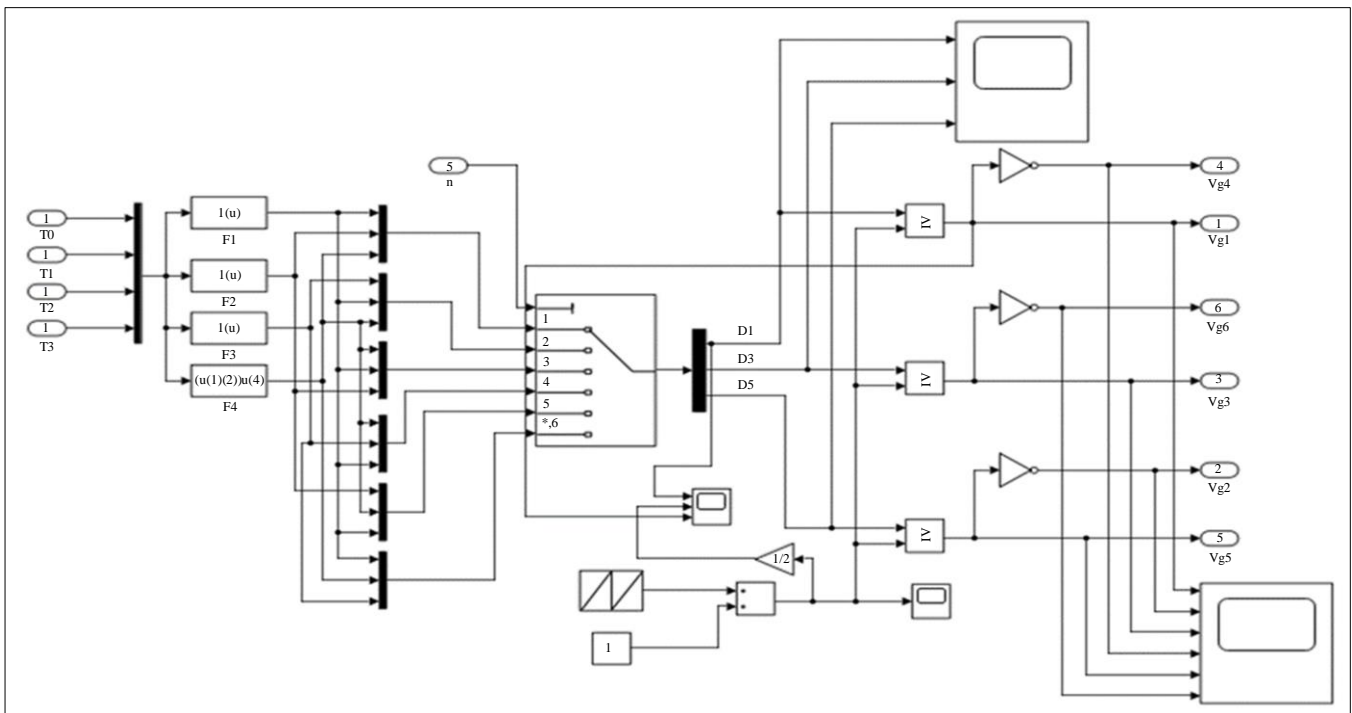 1
T0
1
T1
1
T2
1
T3
1(u)
F1
1(u)
F2
1(u)
F3
(u(1)(2))u(4)
F4
5
n
1
2
3
4
5
*,6
D1
D3
D5
1/2
1
IV
IV
IV
4
Vg4
1
Vg1
6
Vg6
3
Vg3
2
Vg2
5
Vg5